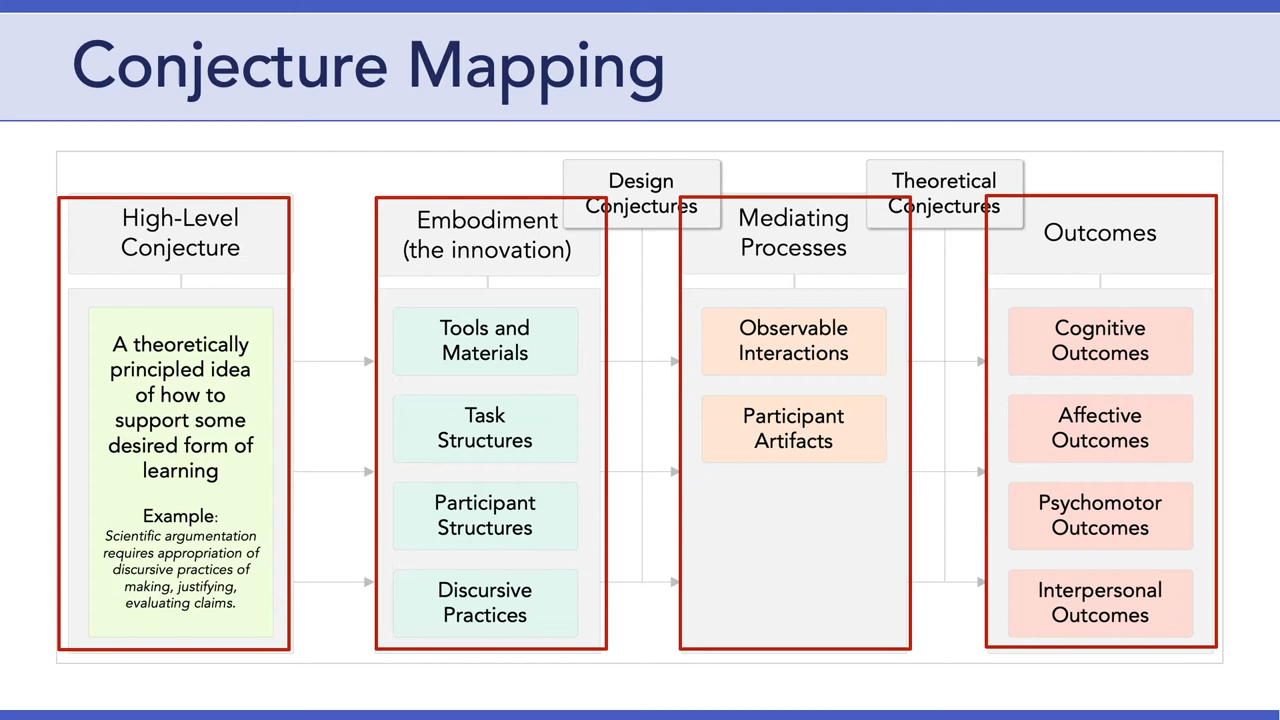 Conjecture Mapping
High-Level
Conjecture
A theoretically
principled idea
of how to
support some
desired form of
learning
Example:
Scientific argumentation
requires appropriation of
discursive practices of
making, justifying,
evaluating claims.
Embodiment
(the innovation)
Tools and
Materials
Task
Structures
Participant
Structures
Discursive
Practices
Design
Conjectures
Mediating
Processes
Observable
Interactions
Participant
Artifacts
Theoretical
Conjectures
Outcomes
Cognitive
Outcomes
Affective
Outcomes
Psychomotor
Outcomes
Interpersonal
Outcomes